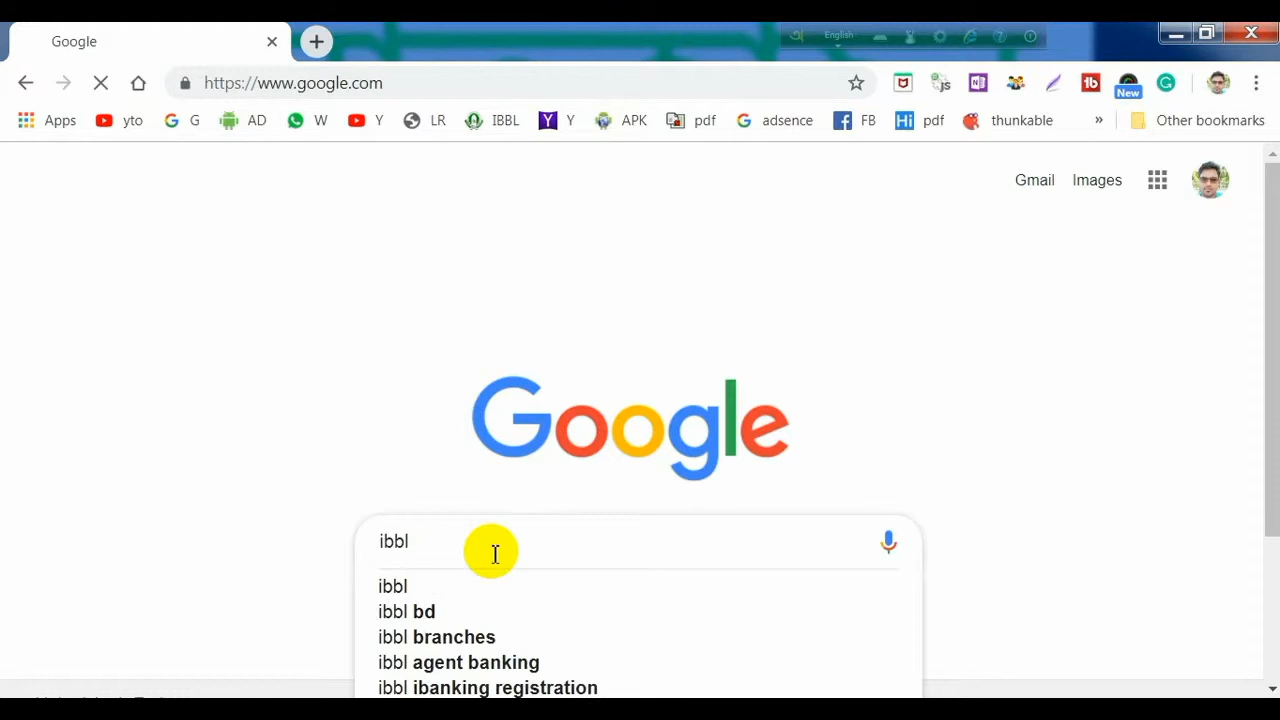 Google
English
https://www.google.com
New
Apps yto G AD W Y LR IBBL Y APK pdf adsence FB pdf thunkable » Other bookmarks
Gmail Images
Google
ibbl
ibbl
ibbl bd
ibbl branches
ibbl agent banking
ibbl ibanking registration